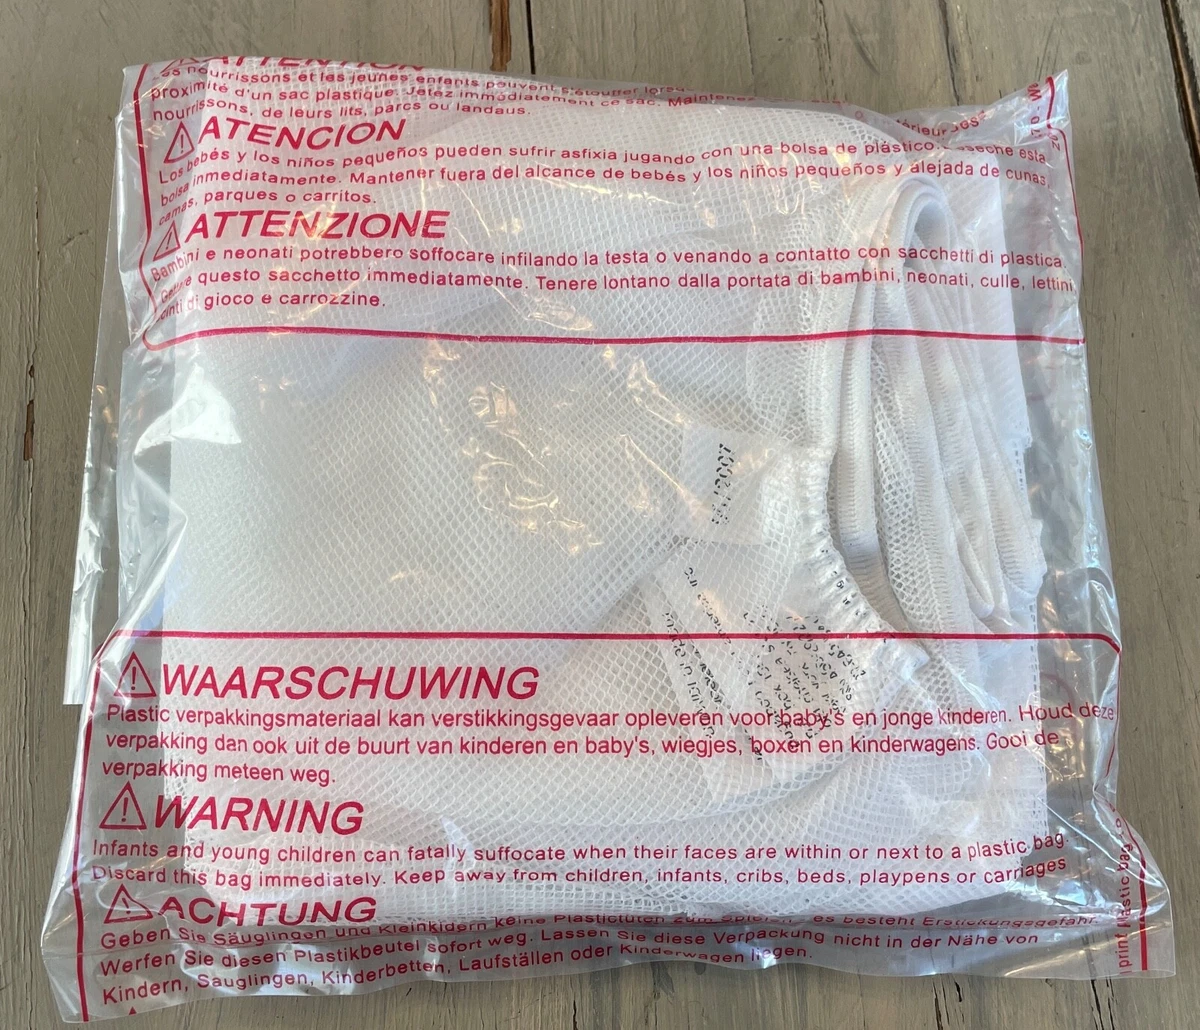 ATTENTION
nourrissons et les jeunes enfants peuvent s'étouffer
proximité d'un sac plastique. Jetez immédiatement ce sac.
nourrissons, de leurs lits, parcs ou landaus.
ATENCION
Los bebés y los niños pequeños pueden sufrir asfixia jugando con una bolsa de plástico. esta
bolsa inmediatamente. Mantener fuera del alcance de bebés y los niños pequeños y alejada de cunas,
camas, parques o carritos.
ATTENZIONE
Bambini e neonati potrebbero soffocare infilando la testa o venando a contatto con sacchetti di plastica.
questo sacchetto immediatamente. Tenere lontano dalla portata di bambini, neonati, culle, lettini
di gioco e carrozzine.
WAARSCHUWING
Plastic verpakkingsmateriaal kan verstikkingsgevaar opleveren voor baby's en jonge kinderen. Houd deze
verpakking dan ook uit de buurt van kinderen en baby's, wiegjes, boxen en kinderwagens. Gooi de
verpakking meteen weg.
WARNING
Infants and young children can fatally suffocate when their faces are within or next to a plastic bag.
Discard this bag immediately. Keep away from children, infants, cribs, beds, playpens or carriages
ACHTUNG
Geben Sie Säuglingen und Kleinkidern keine Plastictüten zum es besteht Erstickungsgefahr.
Werfen Sie diesen Plastikbeutel sofort weg. Lassen Sie diese Verpackung nicht in der Nähe von
Kindern, Sauglingen, Kinderbetten, Laufställen oder Kinderwagen liegen.
print plastic bag